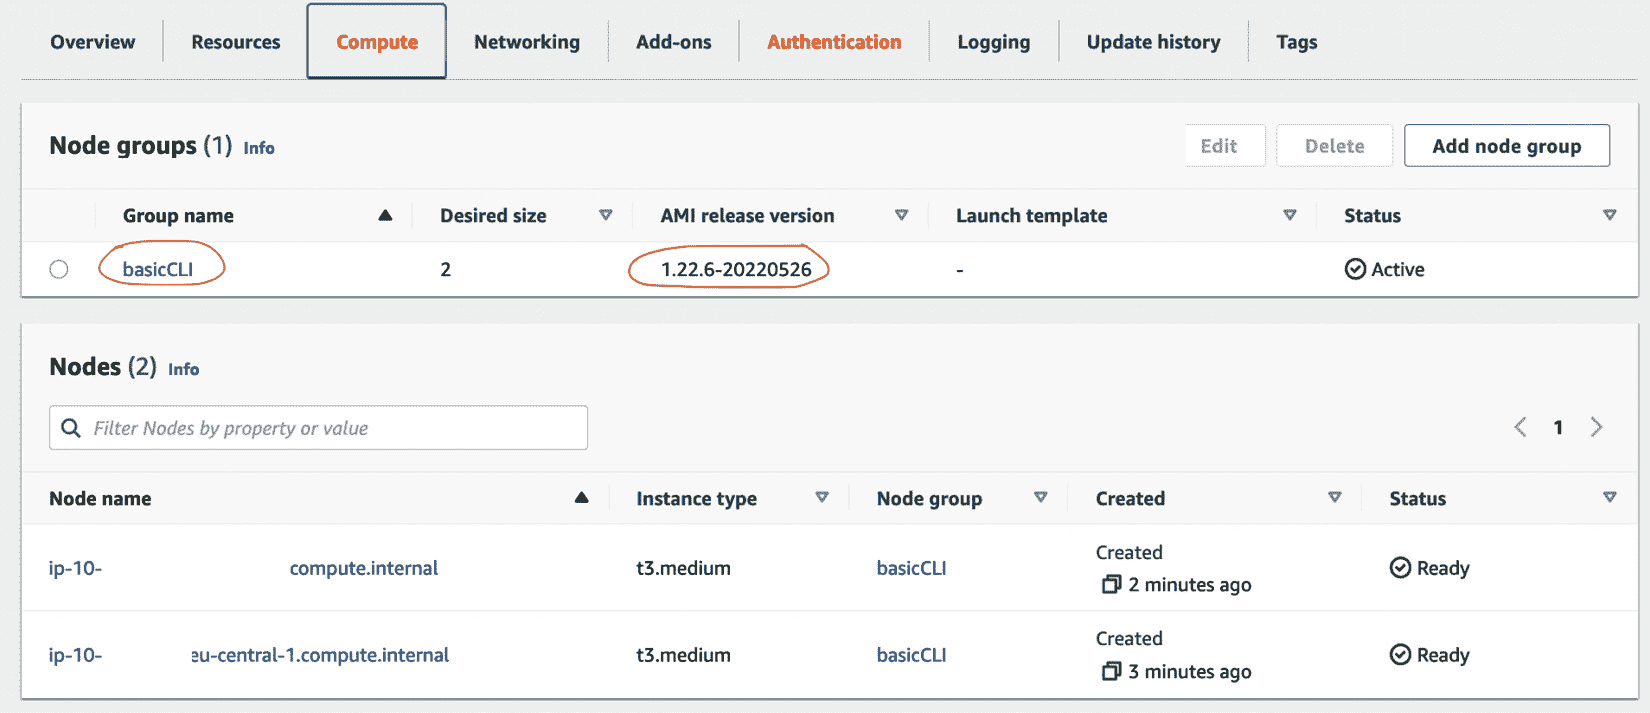 Overview Resources Compute Networking Add-ons Authentication Logging Update history Tags
Node groups (1) Info Edit Delete Add node group
Group name Desired size AMI release version Launch template Status
basicCLI 2 1.22.6-20220526 - Active
Nodes (2) Info
Filter Nodes by property or value 1
Node name Instance type Node group Created Status
ip-10- compute.internal t3.medium basicCLI Created 
2 minutes ago Ready
ip-10- eu-central-1.compute.internal t3.medium basicCLI Created 
3 minutes ago Ready